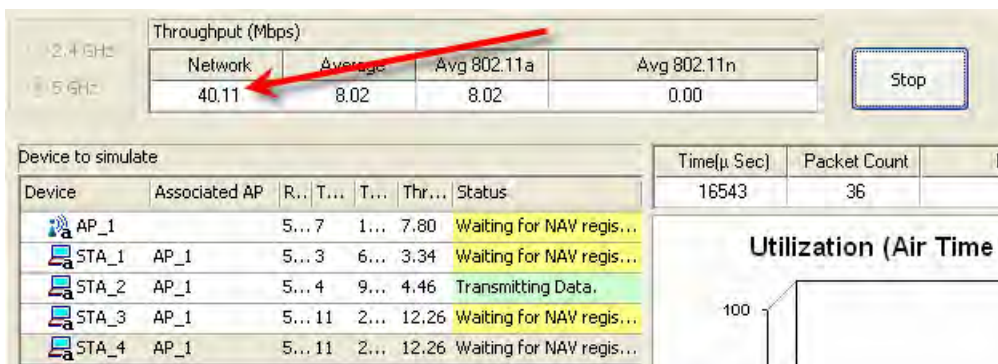 Throughput (Mbps)
2.4 GHz
Network Average Avg 802.11a Avg 802.11n
5 GHz
40.11 8.02 8.02 0.00
Stop
Device to simulate
Time(µ Sec) Packet Count
Device Associated AP R... T... T... Thr... Status
16543 36
AP_1 5... 7 1... 7.80 Waiting for NAV regis...
STA_1 AP_1 5... 3 6... 3.34 Waiting for NAV regis...
Utilization (Air Time
STA_2 AP_1 5... 4 9... 4.46 Transmitting Data.
STA_3 AP_1 5... 11 2... 12.26 Waiting for NAV regis...
100
STA_4 AP_1 5... 11 2... 12.26 Waiting for NAV regis...